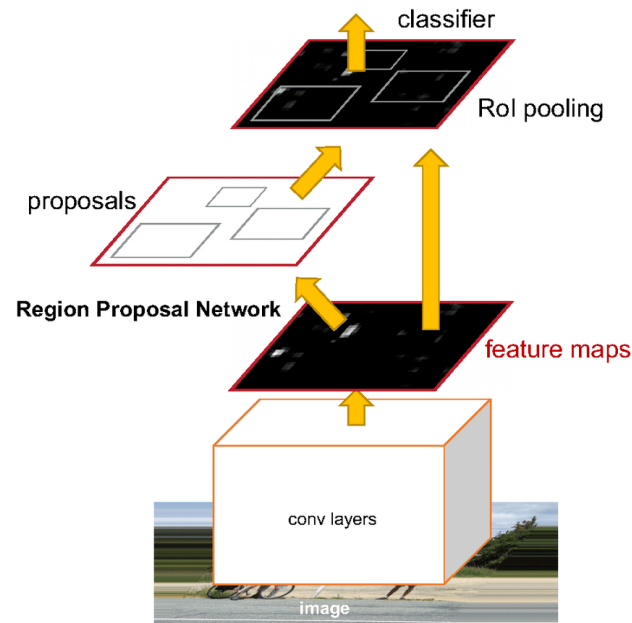 classifier
RoI pooling
proposals
Region Proposal Network
feature maps
conv layers
image